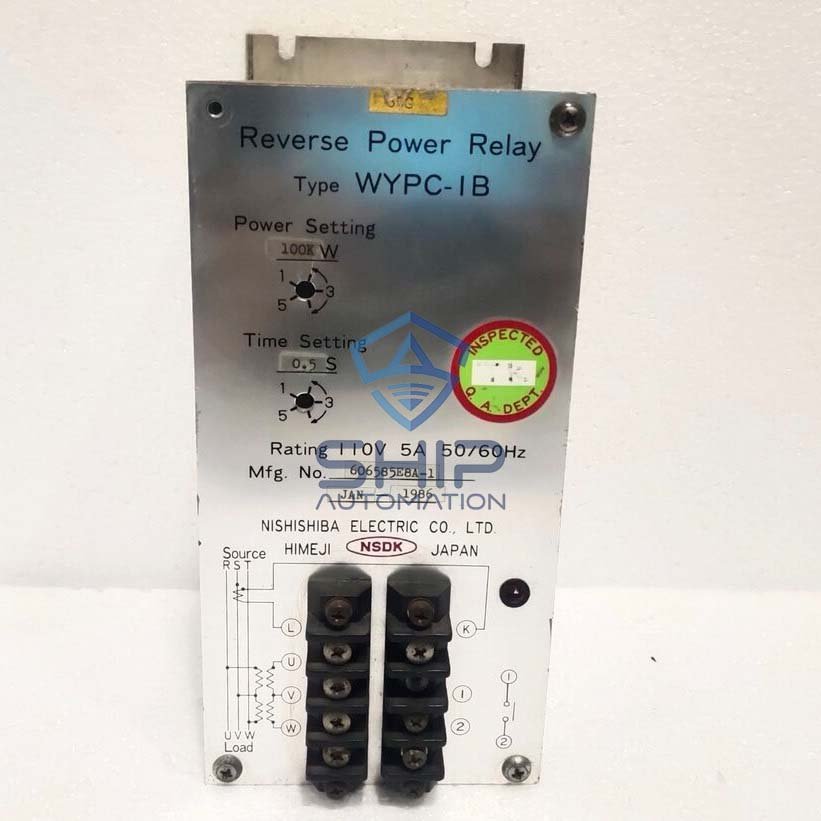 Reverse Power Relay
Type WYPC-1B
Power Setting
100K W
1
3
5
Time Setting
0.5 S
1
3
5
INSPECTED
Q. A. DEPT.
SHIP
AUTOMATION
Rating 110V 5A 50/60Hz
Mfg. No. 606585E8A-1
JAN 1986
NISHISHIBA ELECTRIC CO., LTD.
HIMEJI NSDK JAPAN
Source
R S T
L
K
U
V
1
W
2
1
2
U V W
Load